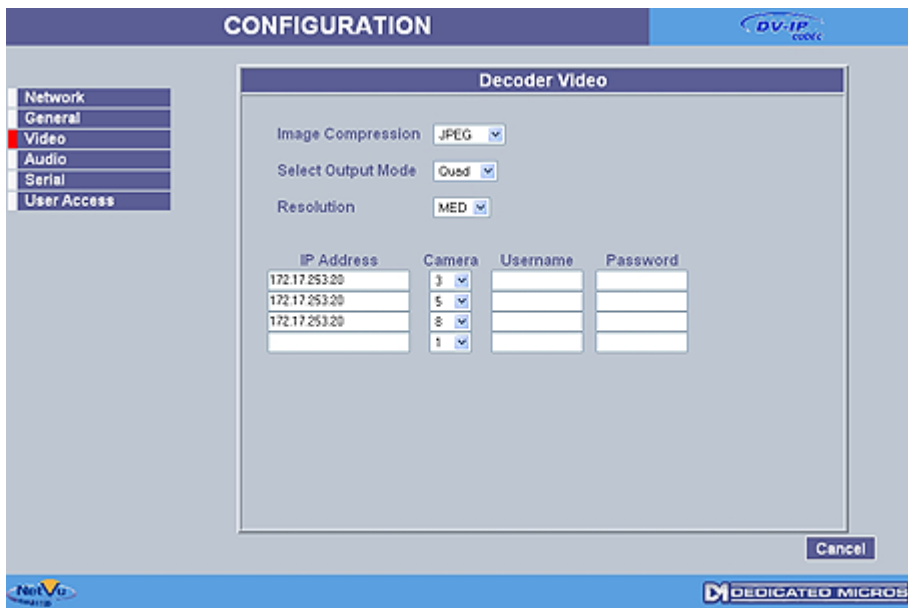 CONFIGURATION
DV-IP
codec
Decoder Video
Network
General
Video
Audio
Serial
User Access
Image Compression JPEG
Select Output Mode Quad
Resolution MED
IP Address Camera Username Password
172.17.253.20 3
172.17.253.20 5
172.17.253.20 8
1
Cancel
NetVu
DEDICATED MICROS